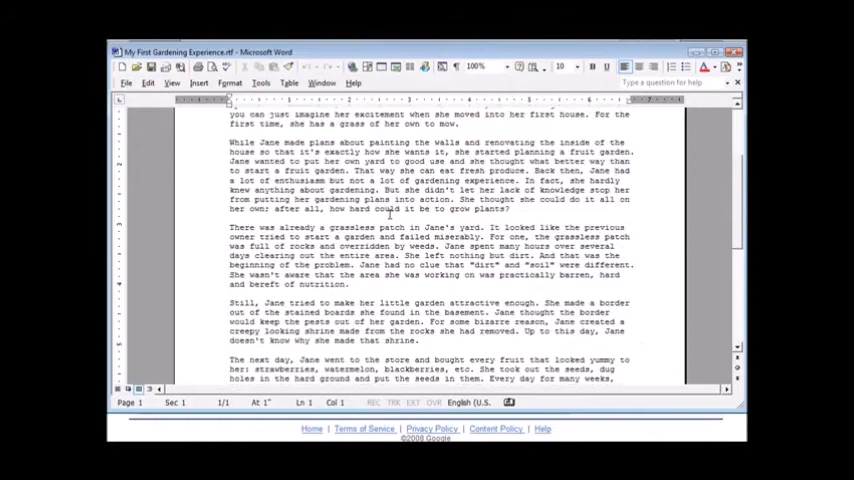 My First Gardening Experience.rtf - Microsoft Word
100%
10
B U
A
File Edit View Insert Format Tools Table Window Help
Type a question for help
1 2 3 4 5 6 7
you can just imagine her excitement when she moved into her first house. For the
first time, she has a grass of her own to mow.
While Jane made plans about painting the walls and renovating the inside of the
house so that it's exactly how she wants it, she started planning a fruit garden.
Jane wanted to put her own yard to good use and she thought what better way than
to start a fruit garden. That way she can eat fresh produce. Back then, Jane had
a lot of enthusiasm but not a lot of gardening experience. In fact, she hardly
knew anything about gardening. But she didn't let her lack of knowledge stop her
from putting her gardening plans into action. She thought she could do it all on
her own; after all, how hard could it be to grow plants?
There was already a grassless patch in Jane's yard. It looked like the previous
owner tried to start a garden and failed miserably. For one, the grassless patch
was full of rocks and overridden by weeds. Jane spent many hours over several
days clearing out the entire area. She left nothing but dirt. And that was the
beginning of the problem. Jane had no clue that "dirt" and "soil" were different.
She wasn't aware that the area she was working on was practically barren, hard
and bereft of nutrition.
Still, Jane tried to make her little garden attractive enough. She made a border
out of the stained boards she found in the basement. Jane thought the border
would keep the pests out of her garden. For some bizarre reason, Jane created a
creepy looking shrine made from the rocks she had removed. Up to this day, Jane
doesn't know why she made that shrine.
The next day, Jane went to the store and bought every fruit that looked yummy to
her: strawberries, watermelon, blackberries, etc. She took out the seeds, dug
holes in the hard ground and put the seeds in them. Every day for many weeks,
Page 1 Sec 1 1/1 At 1" Ln 1 Col 1 REC TRK EXT OVR English (U.S.
Home | Terms of Service | Privacy Policy | Content Policy | Help
©2008 Google